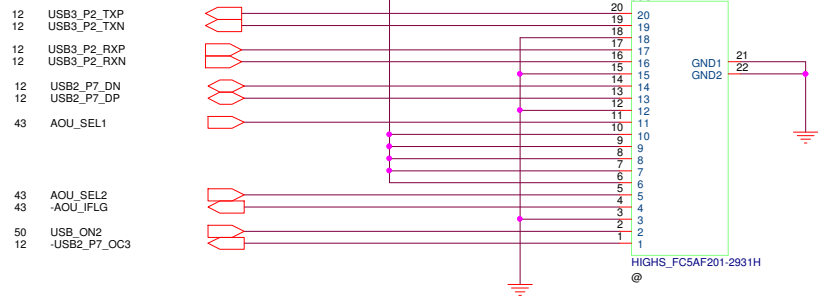 12 USB3_P2_TXP 20 20
12 USB3_P2_TXN 19 19
18 18
12 USB3_P2_RXP 17 17
12 USB3_P2_RXN 16 16 GND1 21
15 15 GND2 22
12 USB2_P7_DN 14 14
12 USB2_P7_DP 13 13
12 12
43 AOU_SEL1 11 11
10 10
9 9
8 8
7 7
6 6
43 AOU_SEL2 5 5
43 -AOU_IFLG 4 4
3 3
50 USB_ON2 2 2
12 -USB2_P7_OC3 1 1
HIGHS_FC5AF201-2931H
@